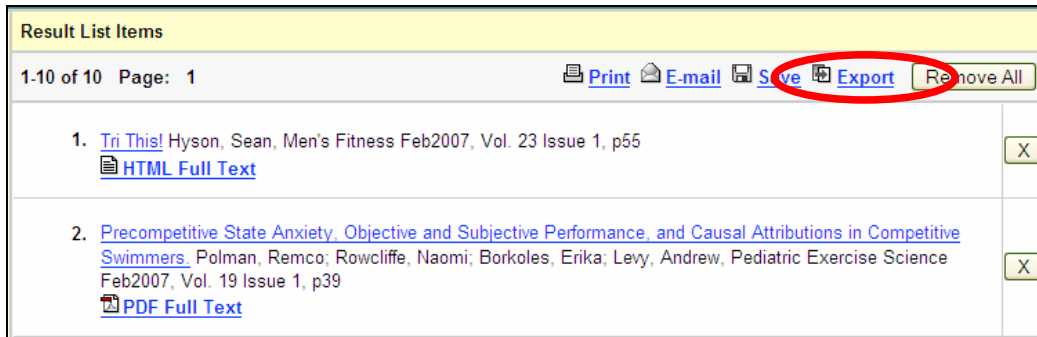 Result List Items
1-10 of 10 Page: 1 Print E-mail Save Export Remove All
1. Tri This! Hyson, Sean, Men's Fitness Feb2007, Vol. 23 Issue 1, p55 X
HTML Full Text
2. Precompetitive State Anxiety, Objective and Subjective Performance, and Causal Attributions in Competitive
Swimmers. Polman, Remco; Rowcliffe, Naomi; Borkoles, Erika; Levy, Andrew, Pediatric Exercise Science X
Feb2007, Vol. 19 Issue 1, p39
PDF Full Text